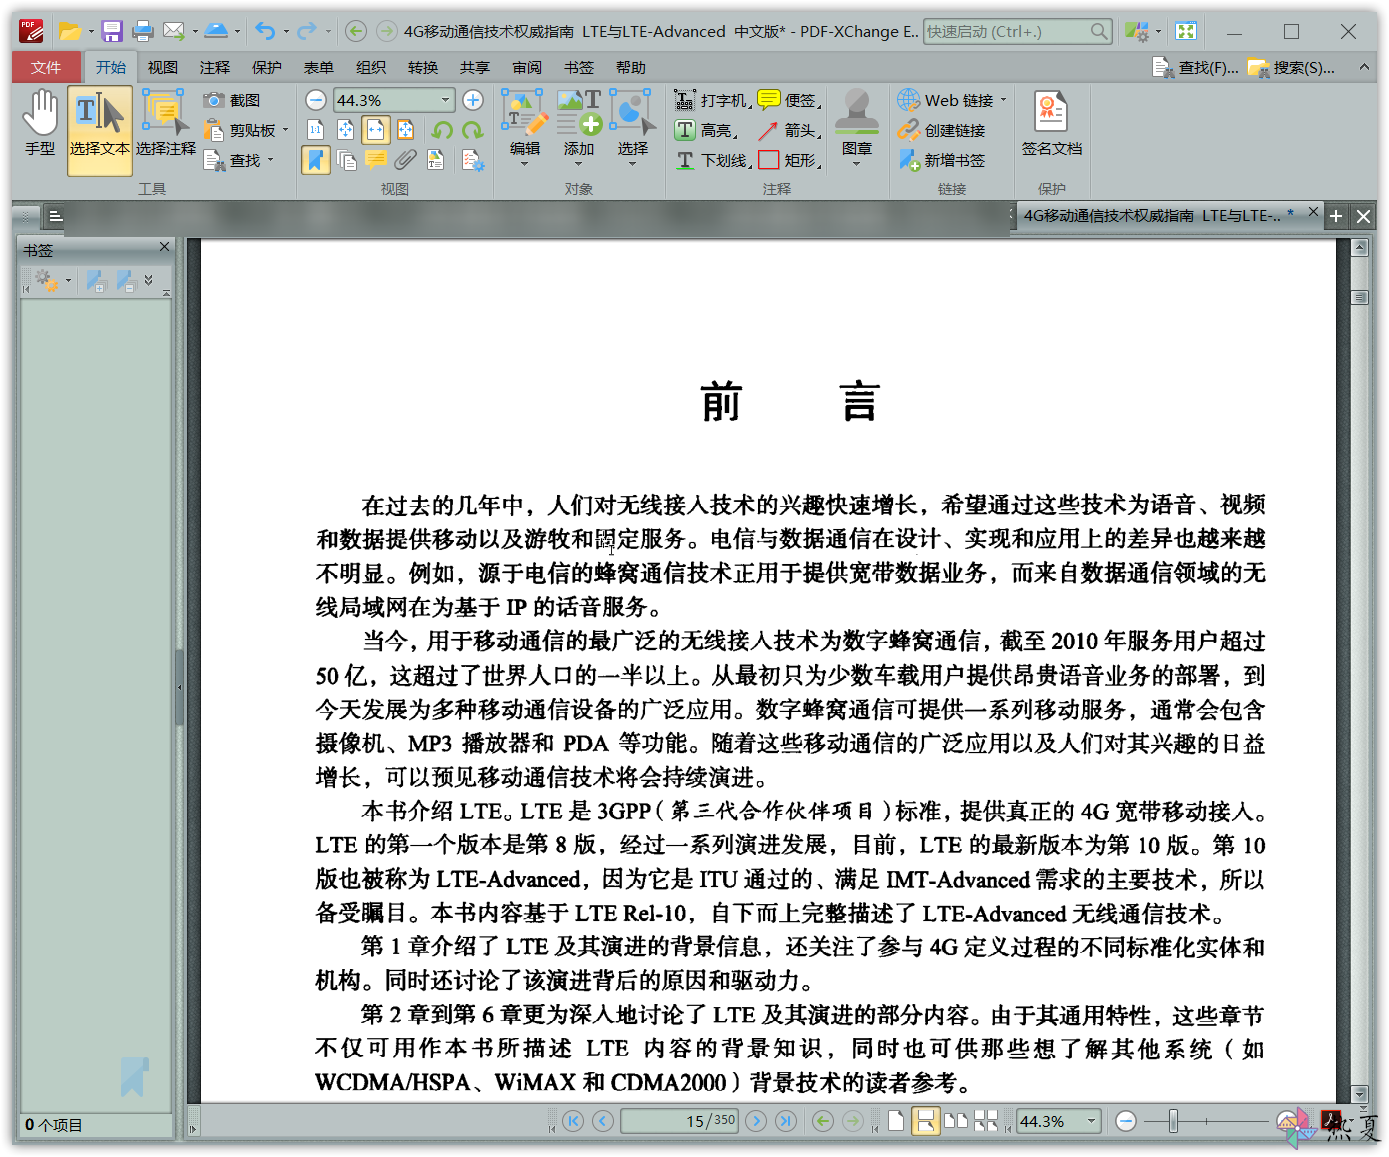 4G移动通信技术权威指南 LTE与LTE-Advanced 中文版* - PDF-XChange E..
快速启动 (Ctrl+.)
文件 开始 视图 注释 保护 表单 组织 转换 共享 审阅 书签 帮助 查找(F)... 搜索(S)...
手型 选择文本 选择注释 截图 剪贴板 查找
44.3%
编辑 添加 选择
打字机 便签 高亮 箭头 下划线 矩形 图章
Web 链接 创建链接 新增书签 签名文档
工具 视图 对象 注释 链接 保护
4G移动通信技术权威指南 LTE与LTE-.. *
书签
前 言
在过去的几年中，人们对无线接入技术的兴趣快速增长，希望通过这些技术为语音、视频
和数据提供移动以及游牧和固定服务。电信与数据通信在设计、实现和应用上的差异也越来越
不明显。例如，源于电信的蜂窝通信技术正用于提供宽带数据业务，而来自数据通信领域的无
线局域网在为基于 IP 的话音服务。
当今，用于移动通信的最广泛的无线接入技术为数字蜂窝通信，截至 2010 年服务用户超过
50 亿，这超过了世界人口的一半以上。从最初只为少数车载用户提供昂贵语音业务的部署，到
今天发展为多种移动通信设备的广泛应用。数字蜂窝通信可提供一系列移动服务，通常会包含
摄像机、MP3 播放器和 PDA 等功能。随着这些移动通信的广泛应用以及人们对其兴趣的日益
增长，可以预见移动通信技术将会持续演进。
本书介绍 LTE。LTE 是 3GPP（第三代合作伙伴项目）标准，提供真正的 4G 宽带移动接入。
LTE 的第一个版本是第 8 版，经过一系列演进发展，目前，LTE 的最新版本为第 10 版。第 10
版也被称为 LTE-Advanced，因为它是 ITU 通过的、满足 IMT-Advanced 需求的主要技术，所以
备受瞩目。本书内容基于 LTE Rel-10，自下而上完整描述了 LTE-Advanced 无线通信技术。
第 1 章介绍了 LTE 及其演进的背景信息，还关注了参与 4G 定义过程的不同标准化实体和
机构。同时还讨论了该演进背后的原因和驱动力。
第 2 章到第 6 章更为深入地讨论了 LTE 及其演进的部分内容。由于其通用特性，这些章节
不仅可用作本书所描述 LTE 内容的背景知识，同时也可供那些想了解其他系统（如
WCDMA/HSPA、WiMAX 和 CDMA2000）背景技术的读者参考。
0 个项目
15/350
44.3%
热夏